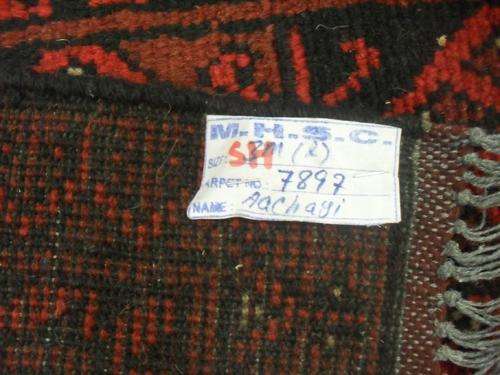 M.H.S.C.
SIZE: (2)
ARPET NO: 7897
NAME: Aachagi